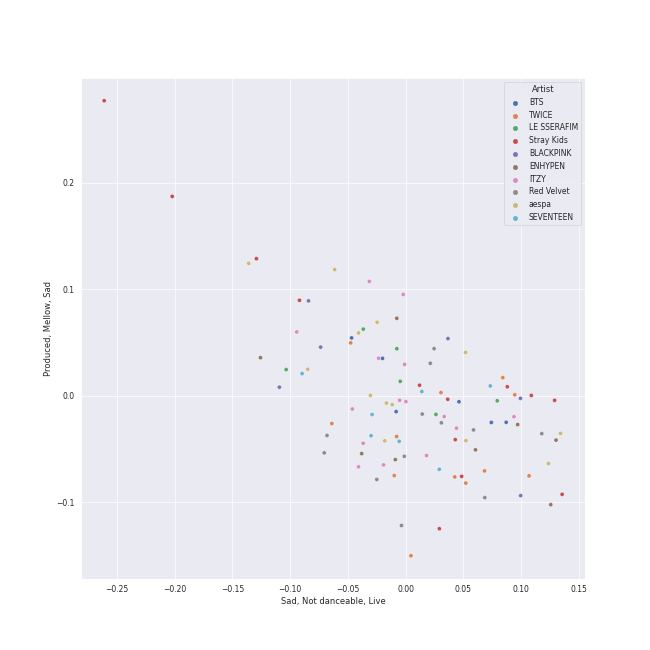 Artist
BTS
TWICE
LE SSERAFIM
Stray Kids
BLACKPINK
ENHYPEN
ITZY
Red Velvet
aespa
SEVENTEEN
Produced, Mellow, Sad
0.2
0.1
0.0
−0.1
−0.25 −0.20 −0.15 −0.10 −0.05 0.00 0.05 0.10 0.15
Sad, Not danceable, Live